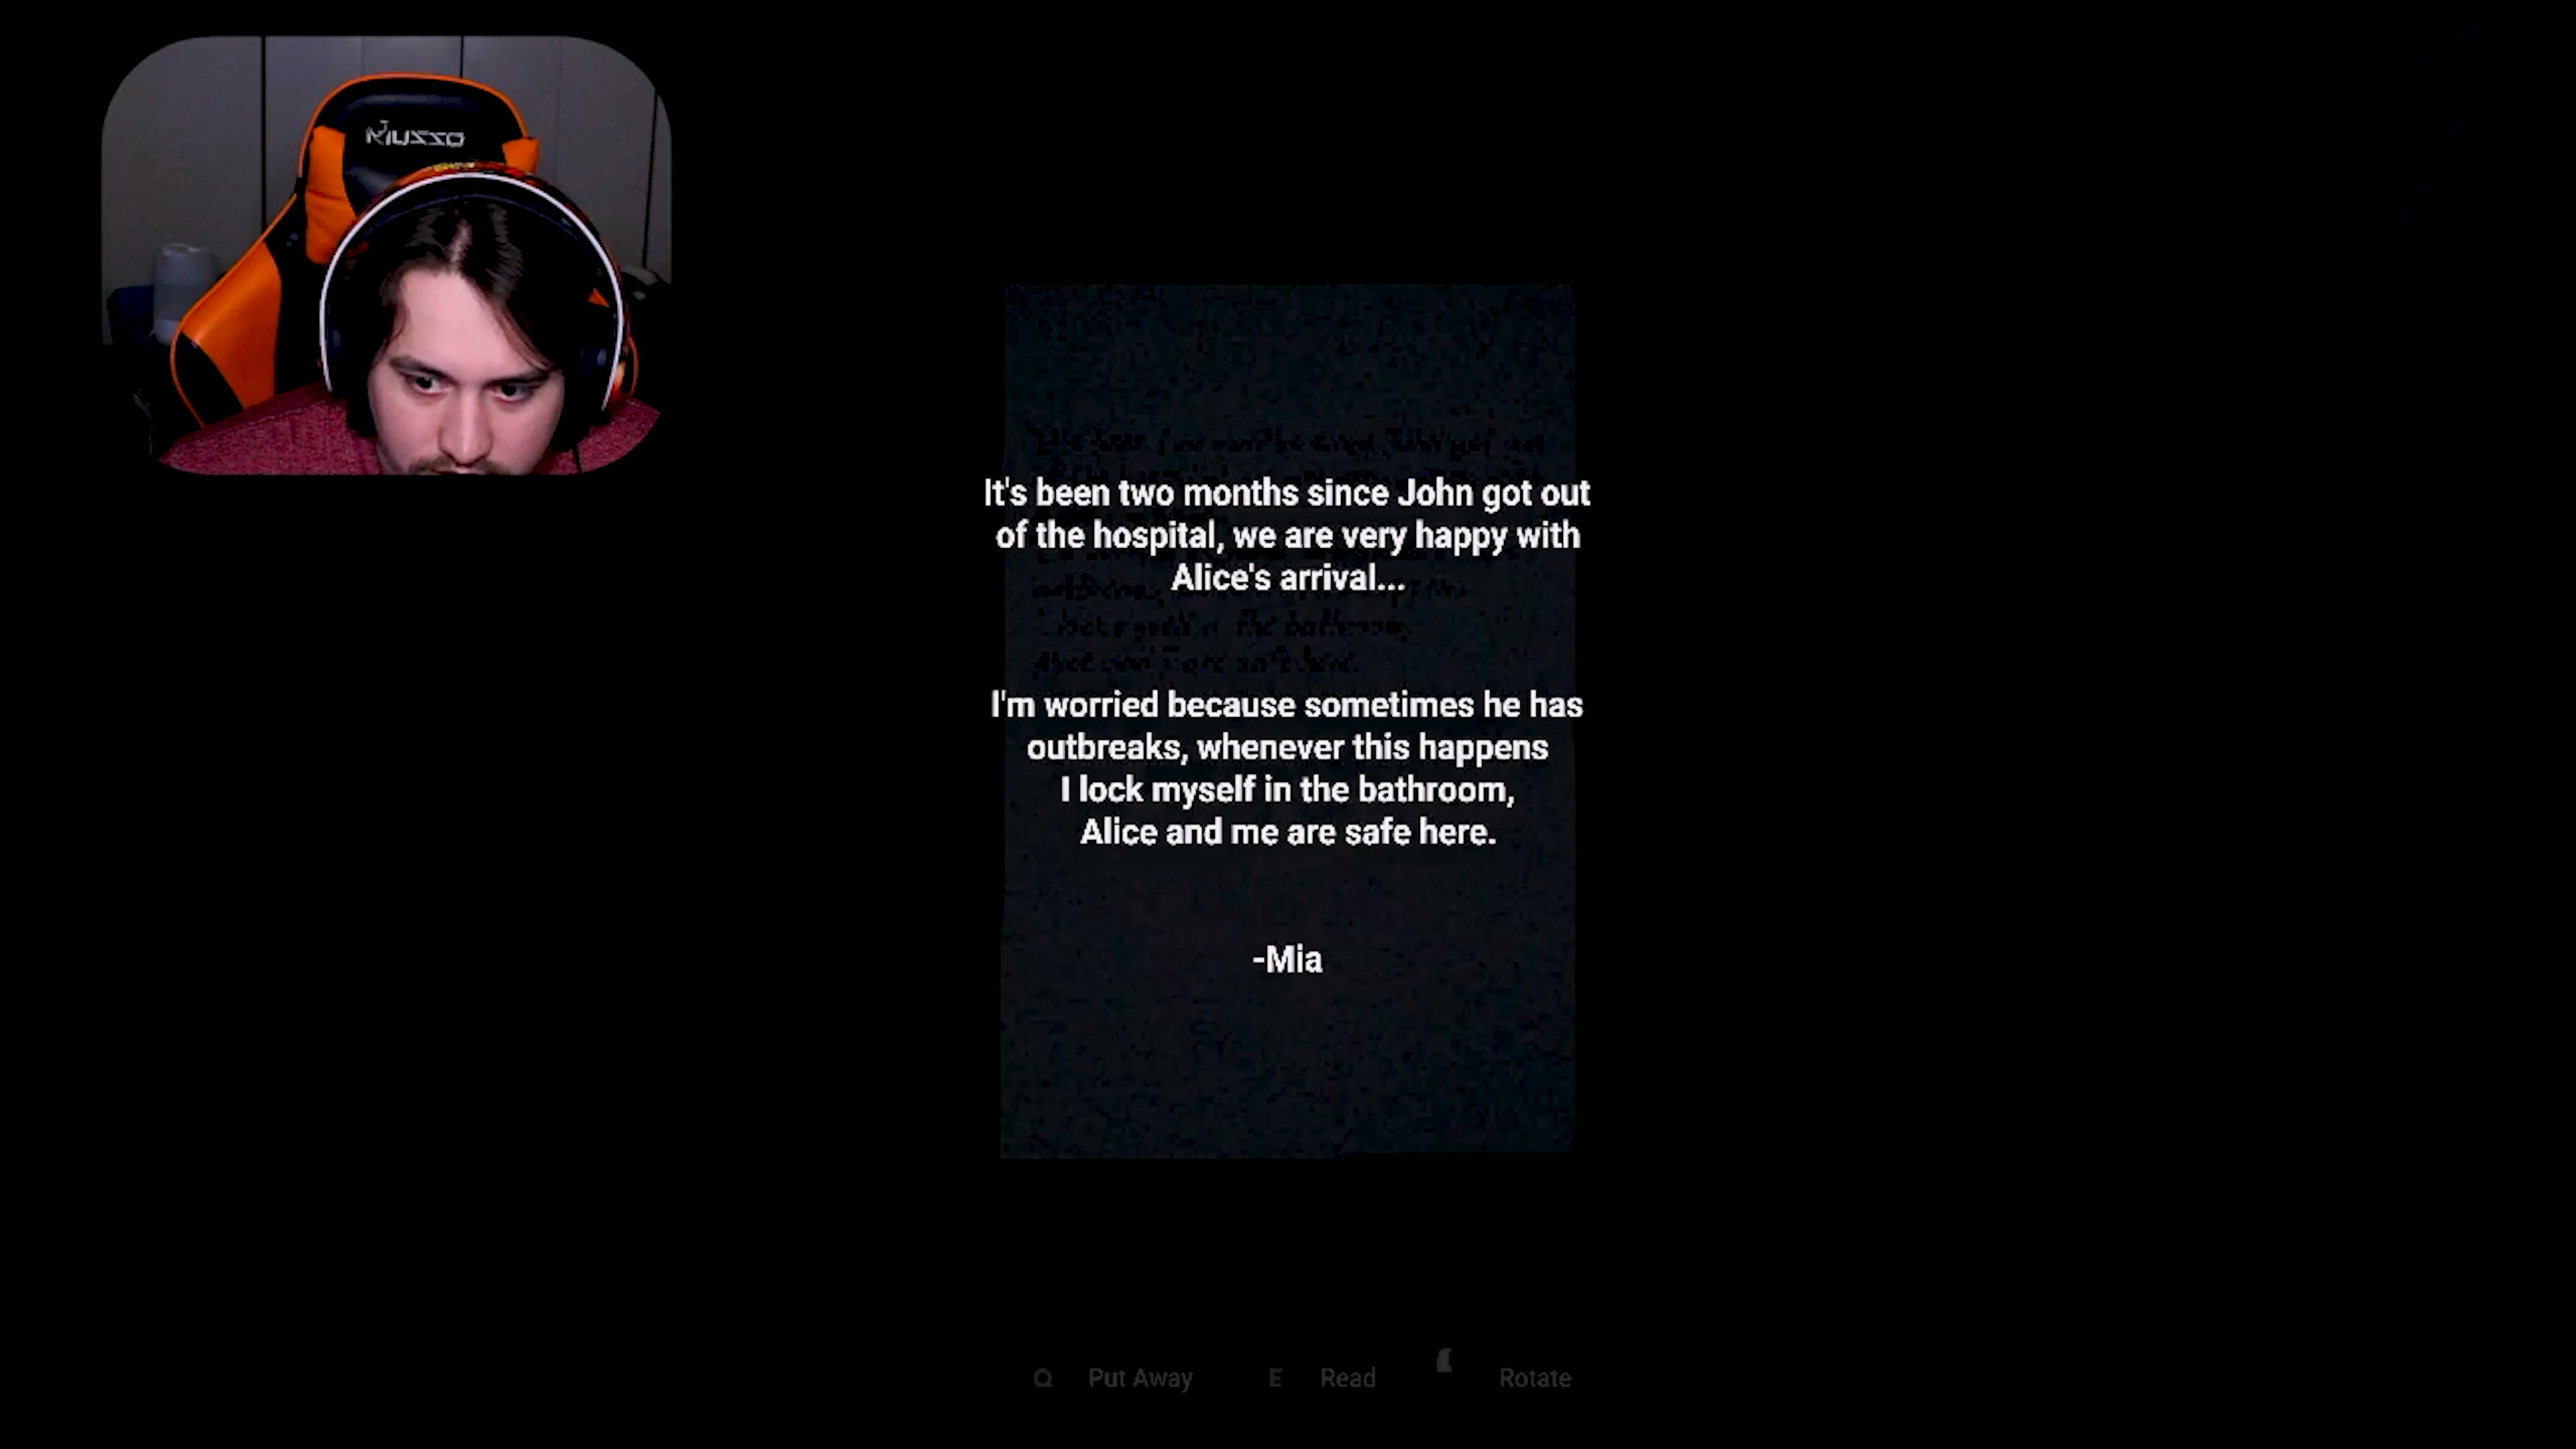 MUSSO
It's been two months since John got out
of the hospital, we are very happy with
Alice's arrival...
I'm worried because sometimes he has
outbreaks, whenever this happens
I lock myself in the bathroom,
Alice and me are safe here.
-Mia
Q Put Away E Read Rotate